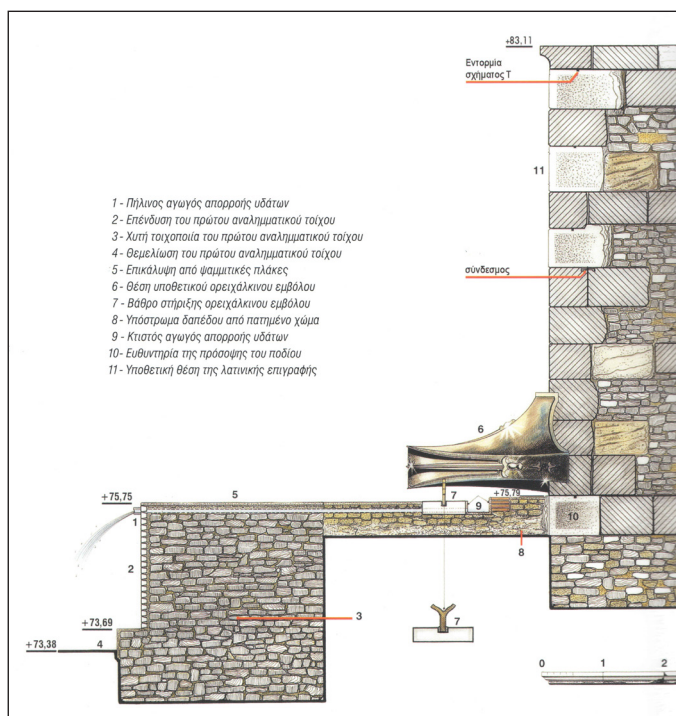 +83,11
Εντορμία
σχήματος Τ
11
1 - Πήλινος αγωγός απορροής υδάτων
2 - Επένδυση του πρώτου αναλημματικού τοίχου
3 - Χυτή τοιχοποιία του πρώτου αναλημματικού τοίχου
4 - Θεμελίωση του πρώτου αναλημματικού τοίχου
5 - Επικάλυψη από ψαμμιτικές πλάκες
6 - Θέση υποθετικού ορειχάλκινου εμβόλου
7 - Βάθρο στήριξης ορειχάλκινου εμβόλου
8 - Υπόστρωμα δαπέδου από πατημένο χώμα
9 - Κτιστός αγωγός απορροής υδάτων
10- Ευθυντηρία της πρόσοψης του ποδίου
11- Υποθετική θέση της λατινικής επιγραφής
σύνδεσμος
6
+75,75
5
7
+75,79
9
1
10
8
2
3
7
+73,69
+73,38
4
0 1 2